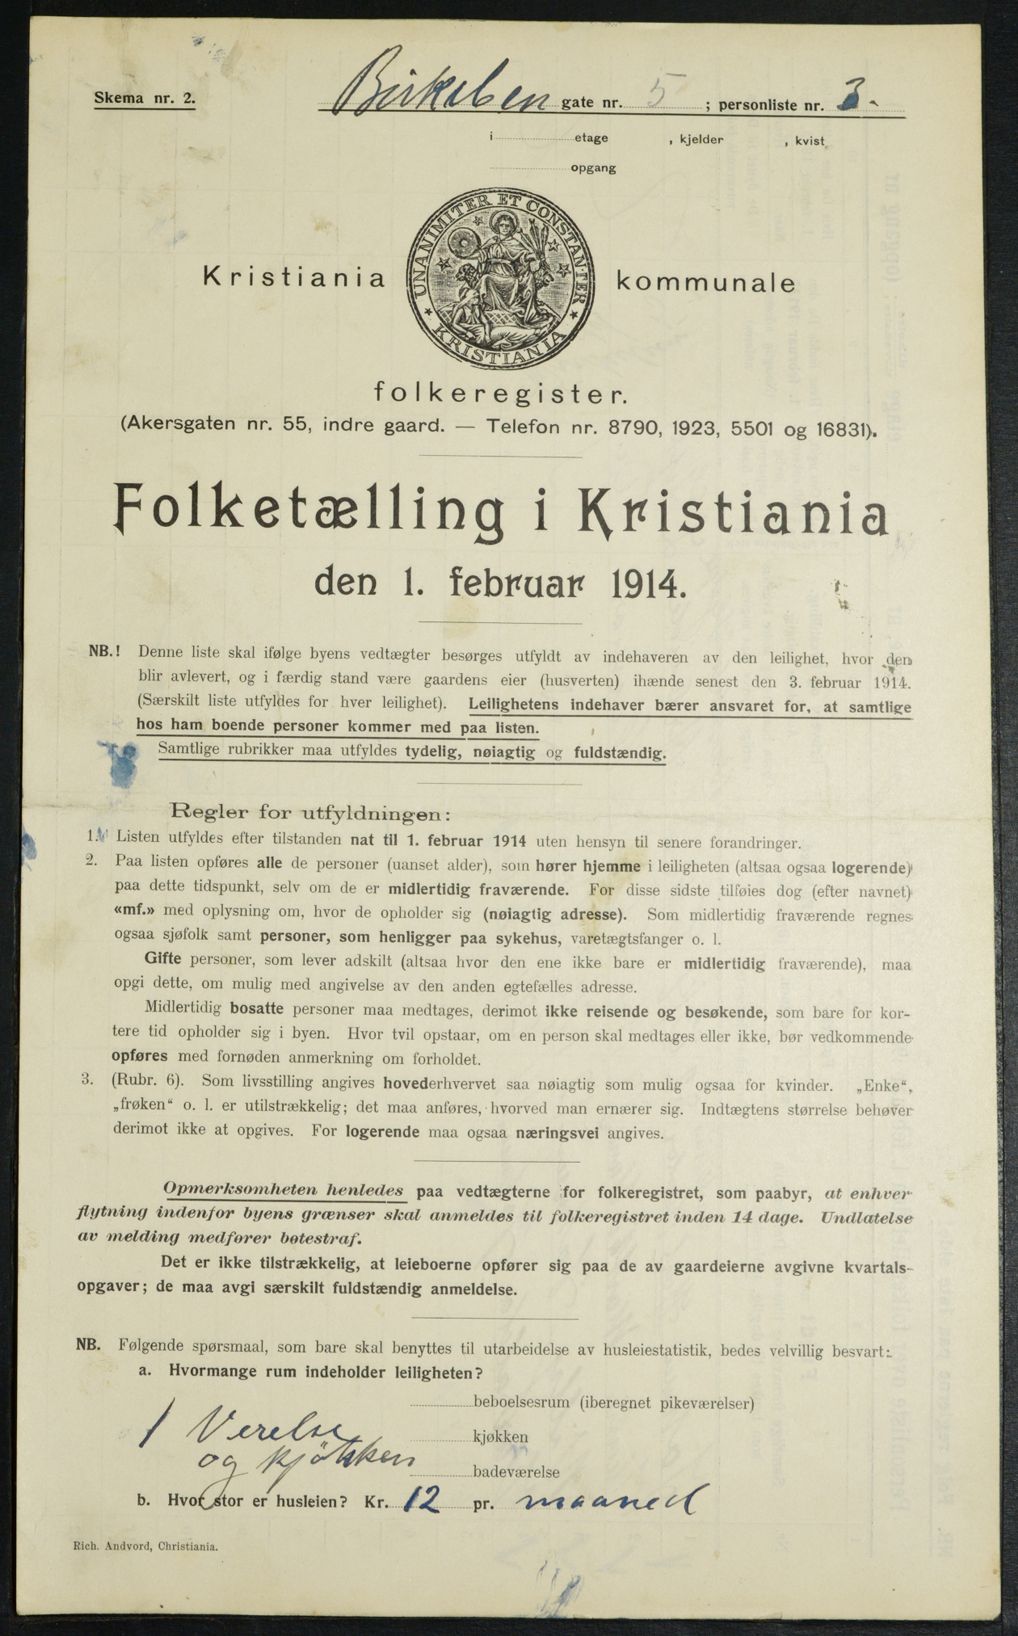 Skema nr. 2.
Birkeben gate nr. 5 ; personliste nr. 3.
i etage , kjelder , kvist
opgang
UNANIMITER ET CONSTANTER
* KRISTIANIA *
Kristiania kommunale
folkeregister.
(Akersgaten nr. 55, indre gaard. — Telefon nr. 8790, 1923, 5501 og 16831).
Folketælling i Kristiania
den 1. februar 1914.
NB.! Denne liste skal ifølge byens vedtægter besørges utfyldt av indehaveren av den leilighet, hvor den
blir avlevert, og i færdig stand være gaardens eier (husverten) ihænde senest den 3. februar 1914.
(Særskilt liste utfyldes for hver leilighet). Leilighetens indehaver bærer ansvaret for, at samtlige
hos ham boende personer kommer med paa listen.
Samtlige rubrikker maa utfyldes tydelig, nøiagtig og fuldstændig.
Regler for utfyldningen:
1. Listen utfyldes efter tilstanden nat til 1. februar 1914 uten hensyn til senere forandringer.
2. Paa listen opføres alle de personer (uanset alder), som hører hjemme i leiligheten (altsaa ogsaa logerende)
paa dette tidspunkt, selv om de er midlertidig fraværende. For disse sidste tilføies dog (efter navnet)
«mf.» med oplysning om, hvor de opholder sig (nøiagtig adresse). Som midlertidig fraværende regnes
ogsaa sjøfolk samt personer, som henligger paa sykehus, varetægtsfanger o. l.
Gifte personer, som lever adskilt (altsaa hvor den ene ikke bare er midlertidig fraværende), maa
opgi dette, om mulig med angivelse av den anden egtefælles adresse.
Midlertidig bosatte personer maa medtages, derimot ikke reisende og besøkende, som bare for kor-
tere tid opholder sig i byen. Hvor tvil opstaar, om en person skal medtages eller ikke, bør vedkommende
opføres med fornøden anmerkning om forholdet.
3. (Rubr. 6). Som livsstilling angives hovederhvervet saa nøiagtig som mulig ogsaa for kvinder. „Enke“,
„frøken“ o. l. er utilstrækkelig; det maa anføres, hvorved man ernærer sig. Indtægtens størrelse behøver
derimot ikke at opgives. For logerende maa ogsaa næringsvei angives.
Opmerksomheten henledes paa vedtægterne for folkeregistret, som paabyr, at enhver
flytning indenfor byens grænser skal anmeldes til folkeregistret inden 14 dage. Undlatelse
av melding medfører bøtestraf.
Det er ikke tilstrækkelig, at leieboerne opfører sig paa de av gaardeierne avgivne kvartals-
opgaver; de maa avgi særskilt fuldstændig anmeldelse.
NB. Følgende spørsmaal, som bare skal benyttes til utarbeidelse av husleiestatistik, bedes velvillig besvart:
a. Hvormange rum indeholder leiligheten?
beboelsesrum (iberegnet pikeværelser)
1 Verelse kjøkken
og kjökken badeværelse
b. Hvor stor er husleien? Kr. 12 pr. maaned
Rich. Andvord, Christiania.